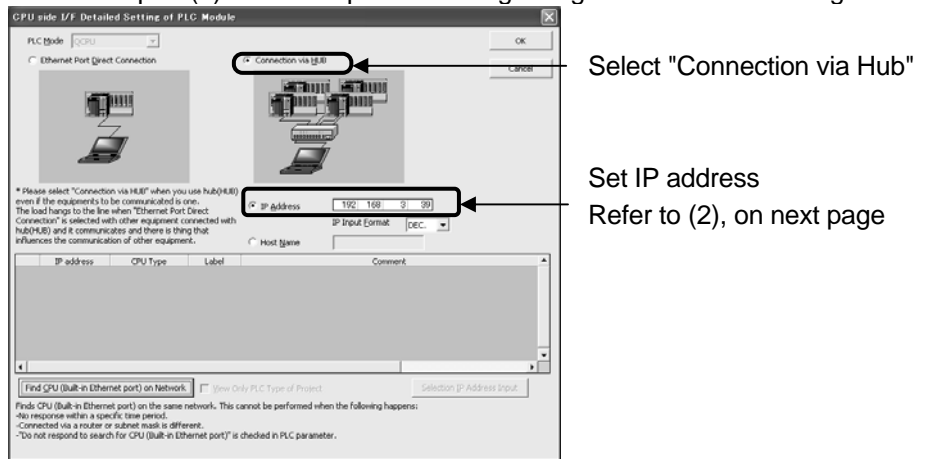 CPU side I/F Detailed Setting of PLC Module
PLC Mode QCPU
OK
Ethernet Port Direct Connection
Connection via HUB
Cancel
Select "Connection via Hub"
* Please select "Connection via HUB" when you use hub(HUB)
even if the equipments to be communicated is one.
The load hangs to the line when "Ethernet Port Direct
Connection" is selected with other equipment connected with
hub(HUB) and it communicates and there is thing that
influences the communication of other equipment.
IP Address 192 168 3 39
IP Input Format DEC.
Host Name
Set IP address
Refer to (2), on next page
IP address CPU Type Label Comment
Find CPU (Built-in Ethernet port) on Network
View Only PLC Type of Project
Selection IP Address Input
Finds CPU (Built-in Ethernet port) on the same network. This cannot be performed when the following happens:
-No response within a specific time period.
-Connected via a router or subnet mask is different.
-"Do not respond to search for CPU (Built-in Ethernet port)" is checked in PLC parameter.